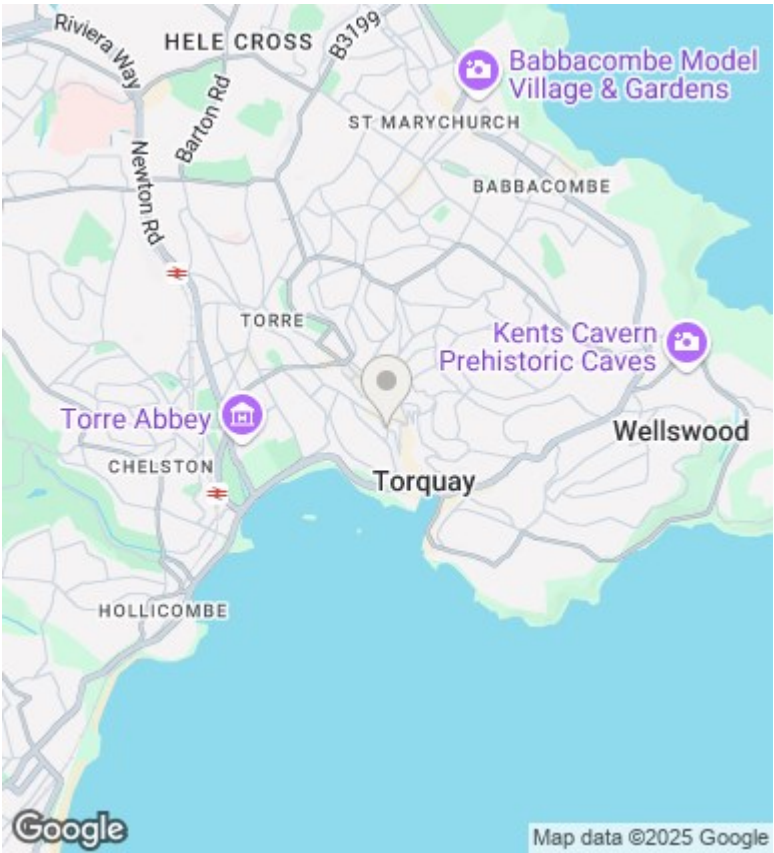 Riviera Way
HELE CROSS
B3199
Barton Rd
Newton Rd
Babbacombe Model
Village & Gardens
ST MARYCHURCH
BABBACOMBE
TORRE
Kents Cavern
Prehistoric Caves
Torre Abbey
Wellswood
CHELSTON
Torquay
HOLLICOMBE
Google
Map data ©2025 Google